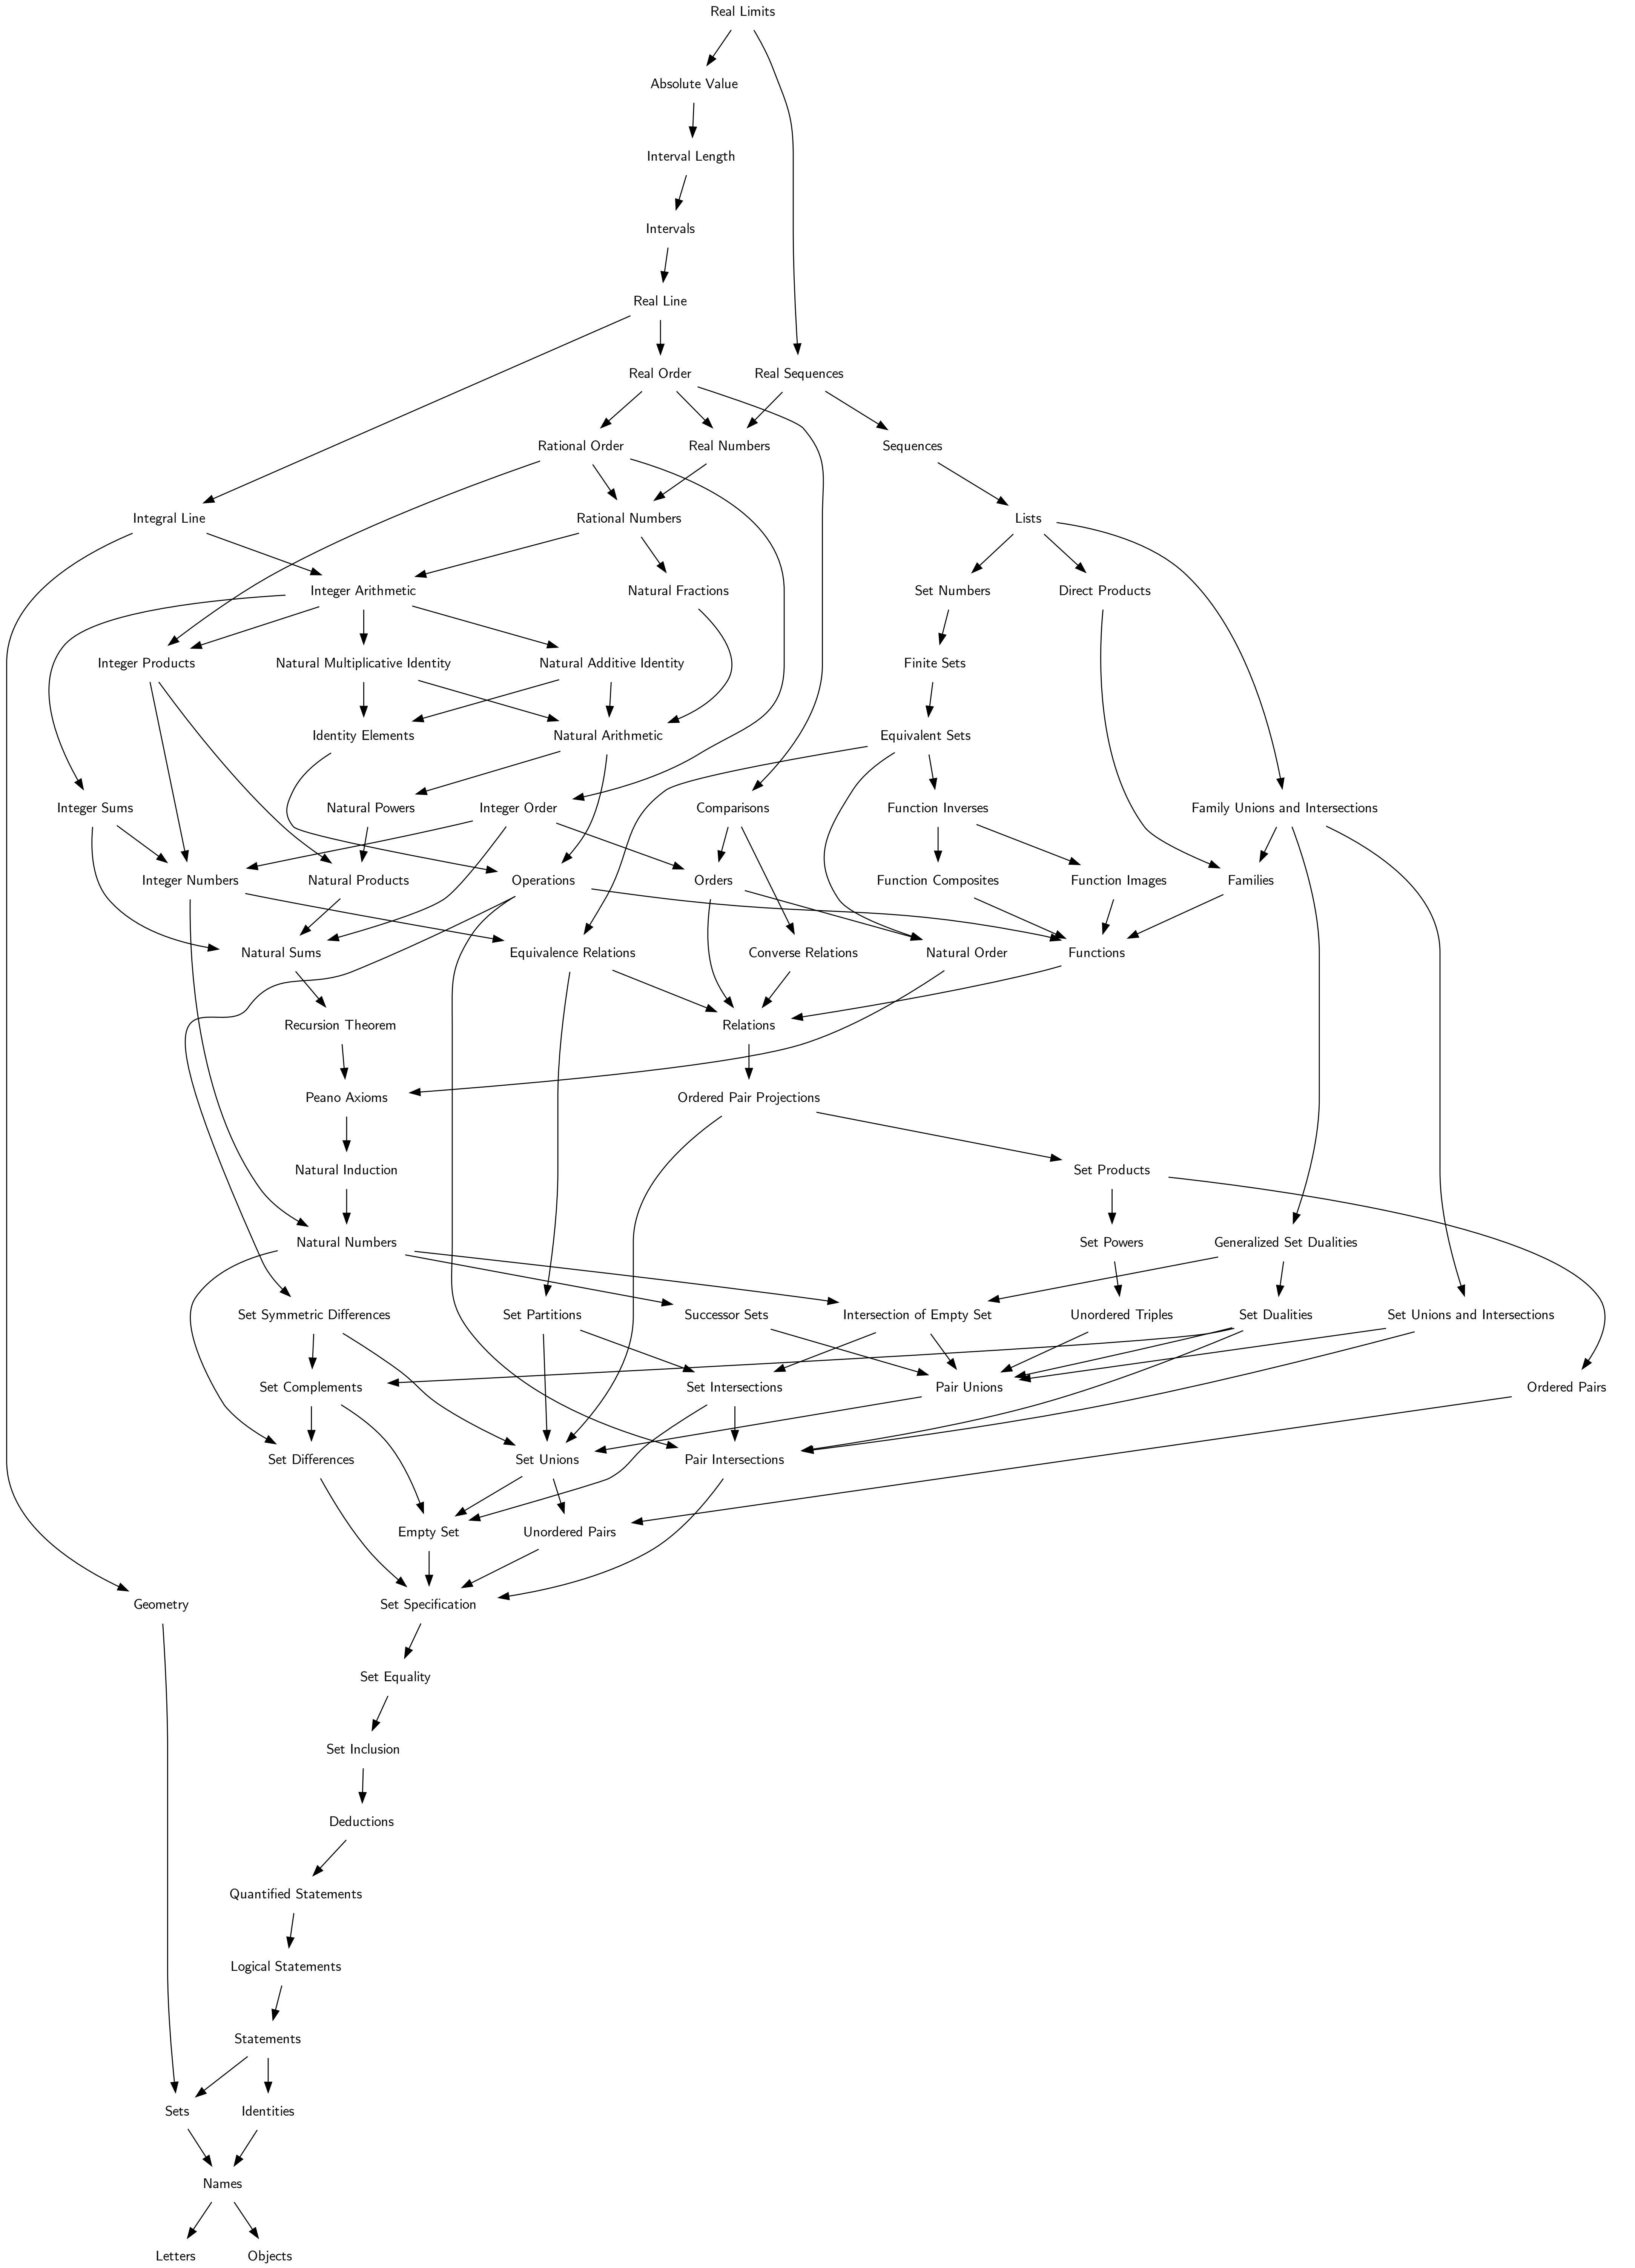 Real Limits
Absolute Value
Interval Length
Intervals
Real Line
Real Order
Real Sequences
Rational Order
Real Numbers
Sequences
Integral Line
Rational Numbers
Lists
Integer Arithmetic
Natural Fractions
Set Numbers
Direct Products
Integer Products
Natural Multiplicative Identity
Natural Additive Identity
Finite Sets
Identity Elements
Natural Arithmetic
Equivalent Sets
Integer Sums
Natural Powers
Integer Order
Comparisons
Function Inverses
Family Unions and Intersections
Integer Numbers
Natural Products
Operations
Orders
Function Composites
Function Images
Families
Natural Sums
Equivalence Relations
Converse Relations
Natural Order
Functions
Recursion Theorem
Relations
Peano Axioms
Ordered Pair Projections
Natural Induction
Set Products
Natural Numbers
Set Powers
Generalized Set Dualities
Set Symmetric Differences
Set Partitions
Successor Sets
Intersection of Empty Set
Unordered Triples
Set Dualities
Set Unions and Intersections
Set Complements
Set Intersections
Pair Unions
Ordered Pairs
Set Differences
Set Unions
Pair Intersections
Empty Set
Unordered Pairs
Geometry
Set Specification
Set Equality
Set Inclusion
Deductions
Quantified Statements
Logical Statements
Statements
Sets
Identities
Names
Letters
Objects